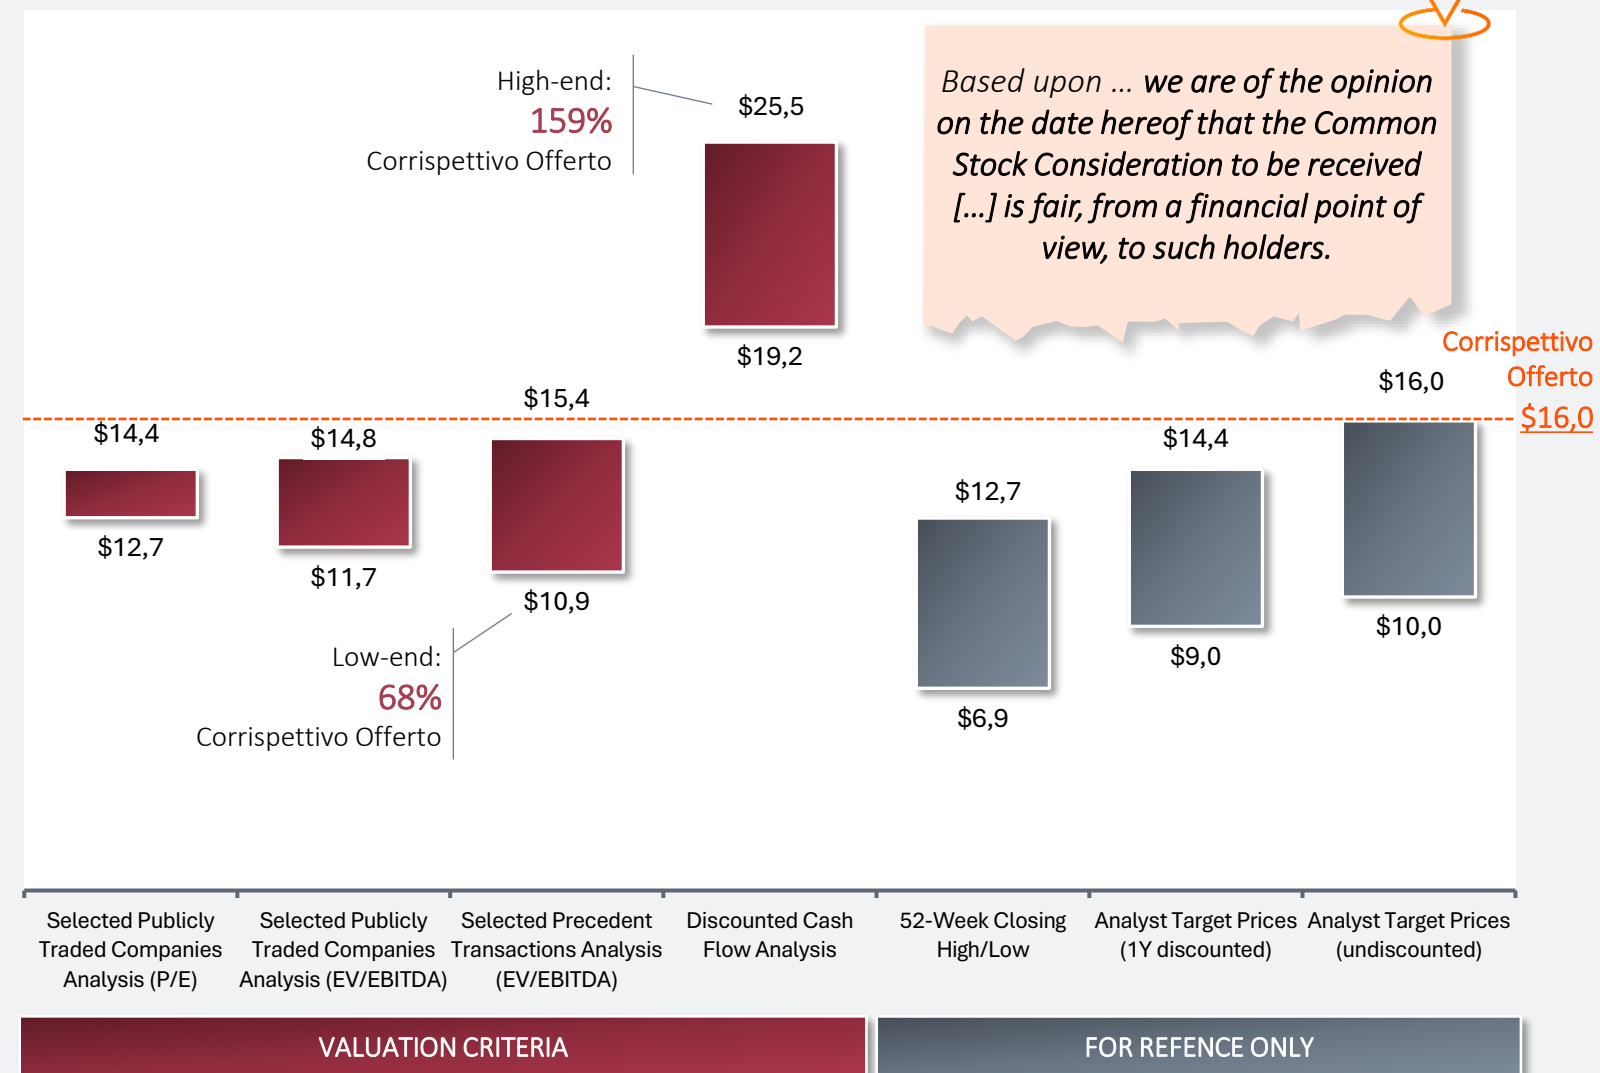 High-end:
159%
Corrispettivo Offerto
$25,5
$19,2
Based upon ... we are of the opinion
on the date hereof that the Common
Stock Consideration to be received
[...] is fair, from a financial point of
view, to such holders.
Corrispettivo
Offerto
$16,0
$16,0
$15,4
$14,4
$14,8
$14,4
$12,7
$12,7
$11,7
$10,9
$10,0
$9,0
$6,9
Low-end:
68%
Corrispettivo Offerto
Selected Publicly
Traded Companies
Analysis (P/E)
Selected Publicly
Traded Companies
Analysis (EV/EBITDA)
Selected Precedent
Transactions Analysis
(EV/EBITDA)
Discounted Cash
Flow Analysis
52-Week Closing
High/Low
Analyst Target Prices
(1Y discounted)
Analyst Target Prices
(undiscounted)
VALUATION CRITERIA
FOR REFENCE ONLY